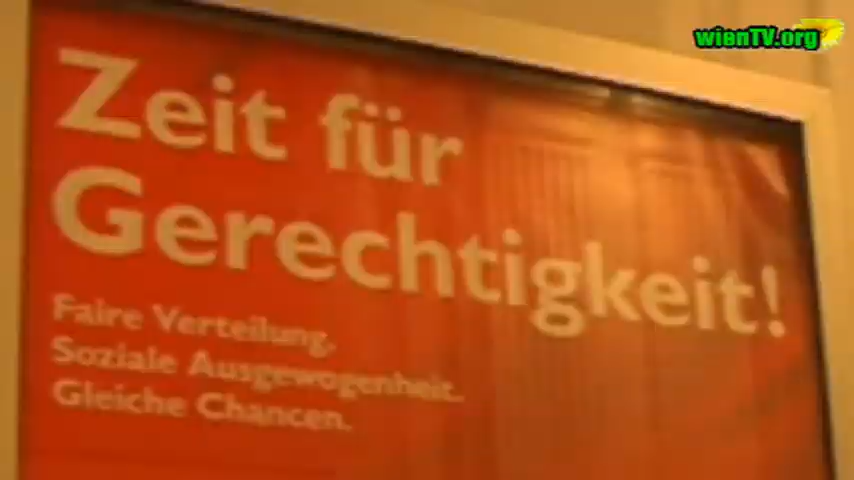 wienTV.org
Zeit für
Gerechtigkeit!
Faire Verteilung.
Soziale Ausgewogenheit.
Gleiche Chancen.